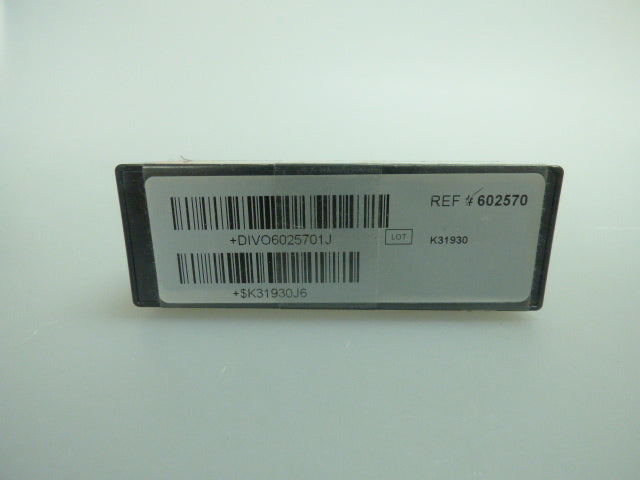 REF # 602570
+DIVO6025701J
LOT K31930
+$K31930J6